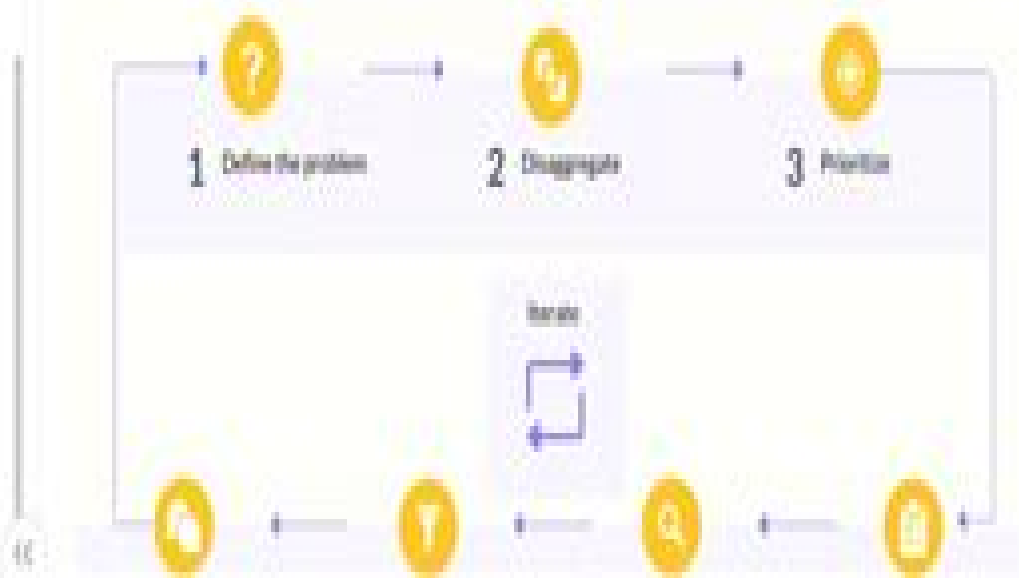 1 Define the problem
2 Disaggregate
3 Prioritize
Iterate